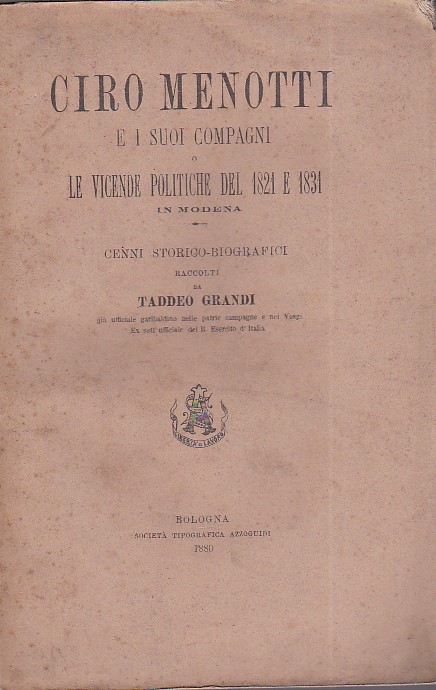 CIRO MENOTTI
E I SUOI COMPAGNI
O
LE VICENDE POLITICHE DEL 1821 E 1831
IN MODENA
CENNI STORICO-BIOGRAFICI
RACCOLTI
DA
TADDEO GRANDI
già ufficiale garibaldino nelle patrie campagne e nei Vosgi
Ex sott'ufficiale del R. Esercito d'Italia
LIBERTÀ E LAVORO
BOLOGNA
SOCIETÀ TIPOGRAFICA AZZOGUIDI
1880